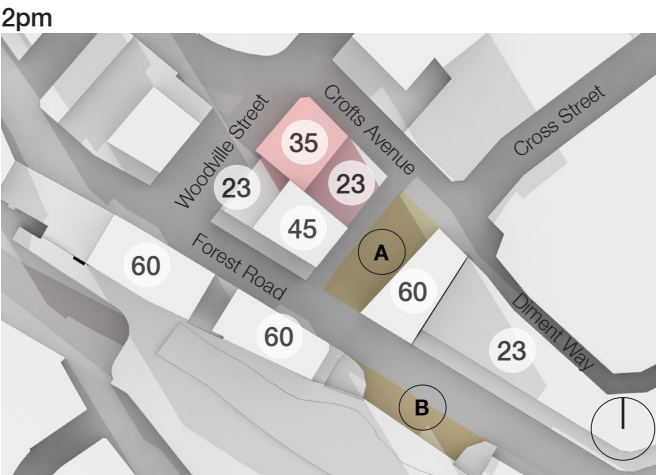 2pm
Woodville Street
Crofts Avenue
Cross Street
35
23
23
45
Forest Road
A
60
60
60
Diment Way
23
B